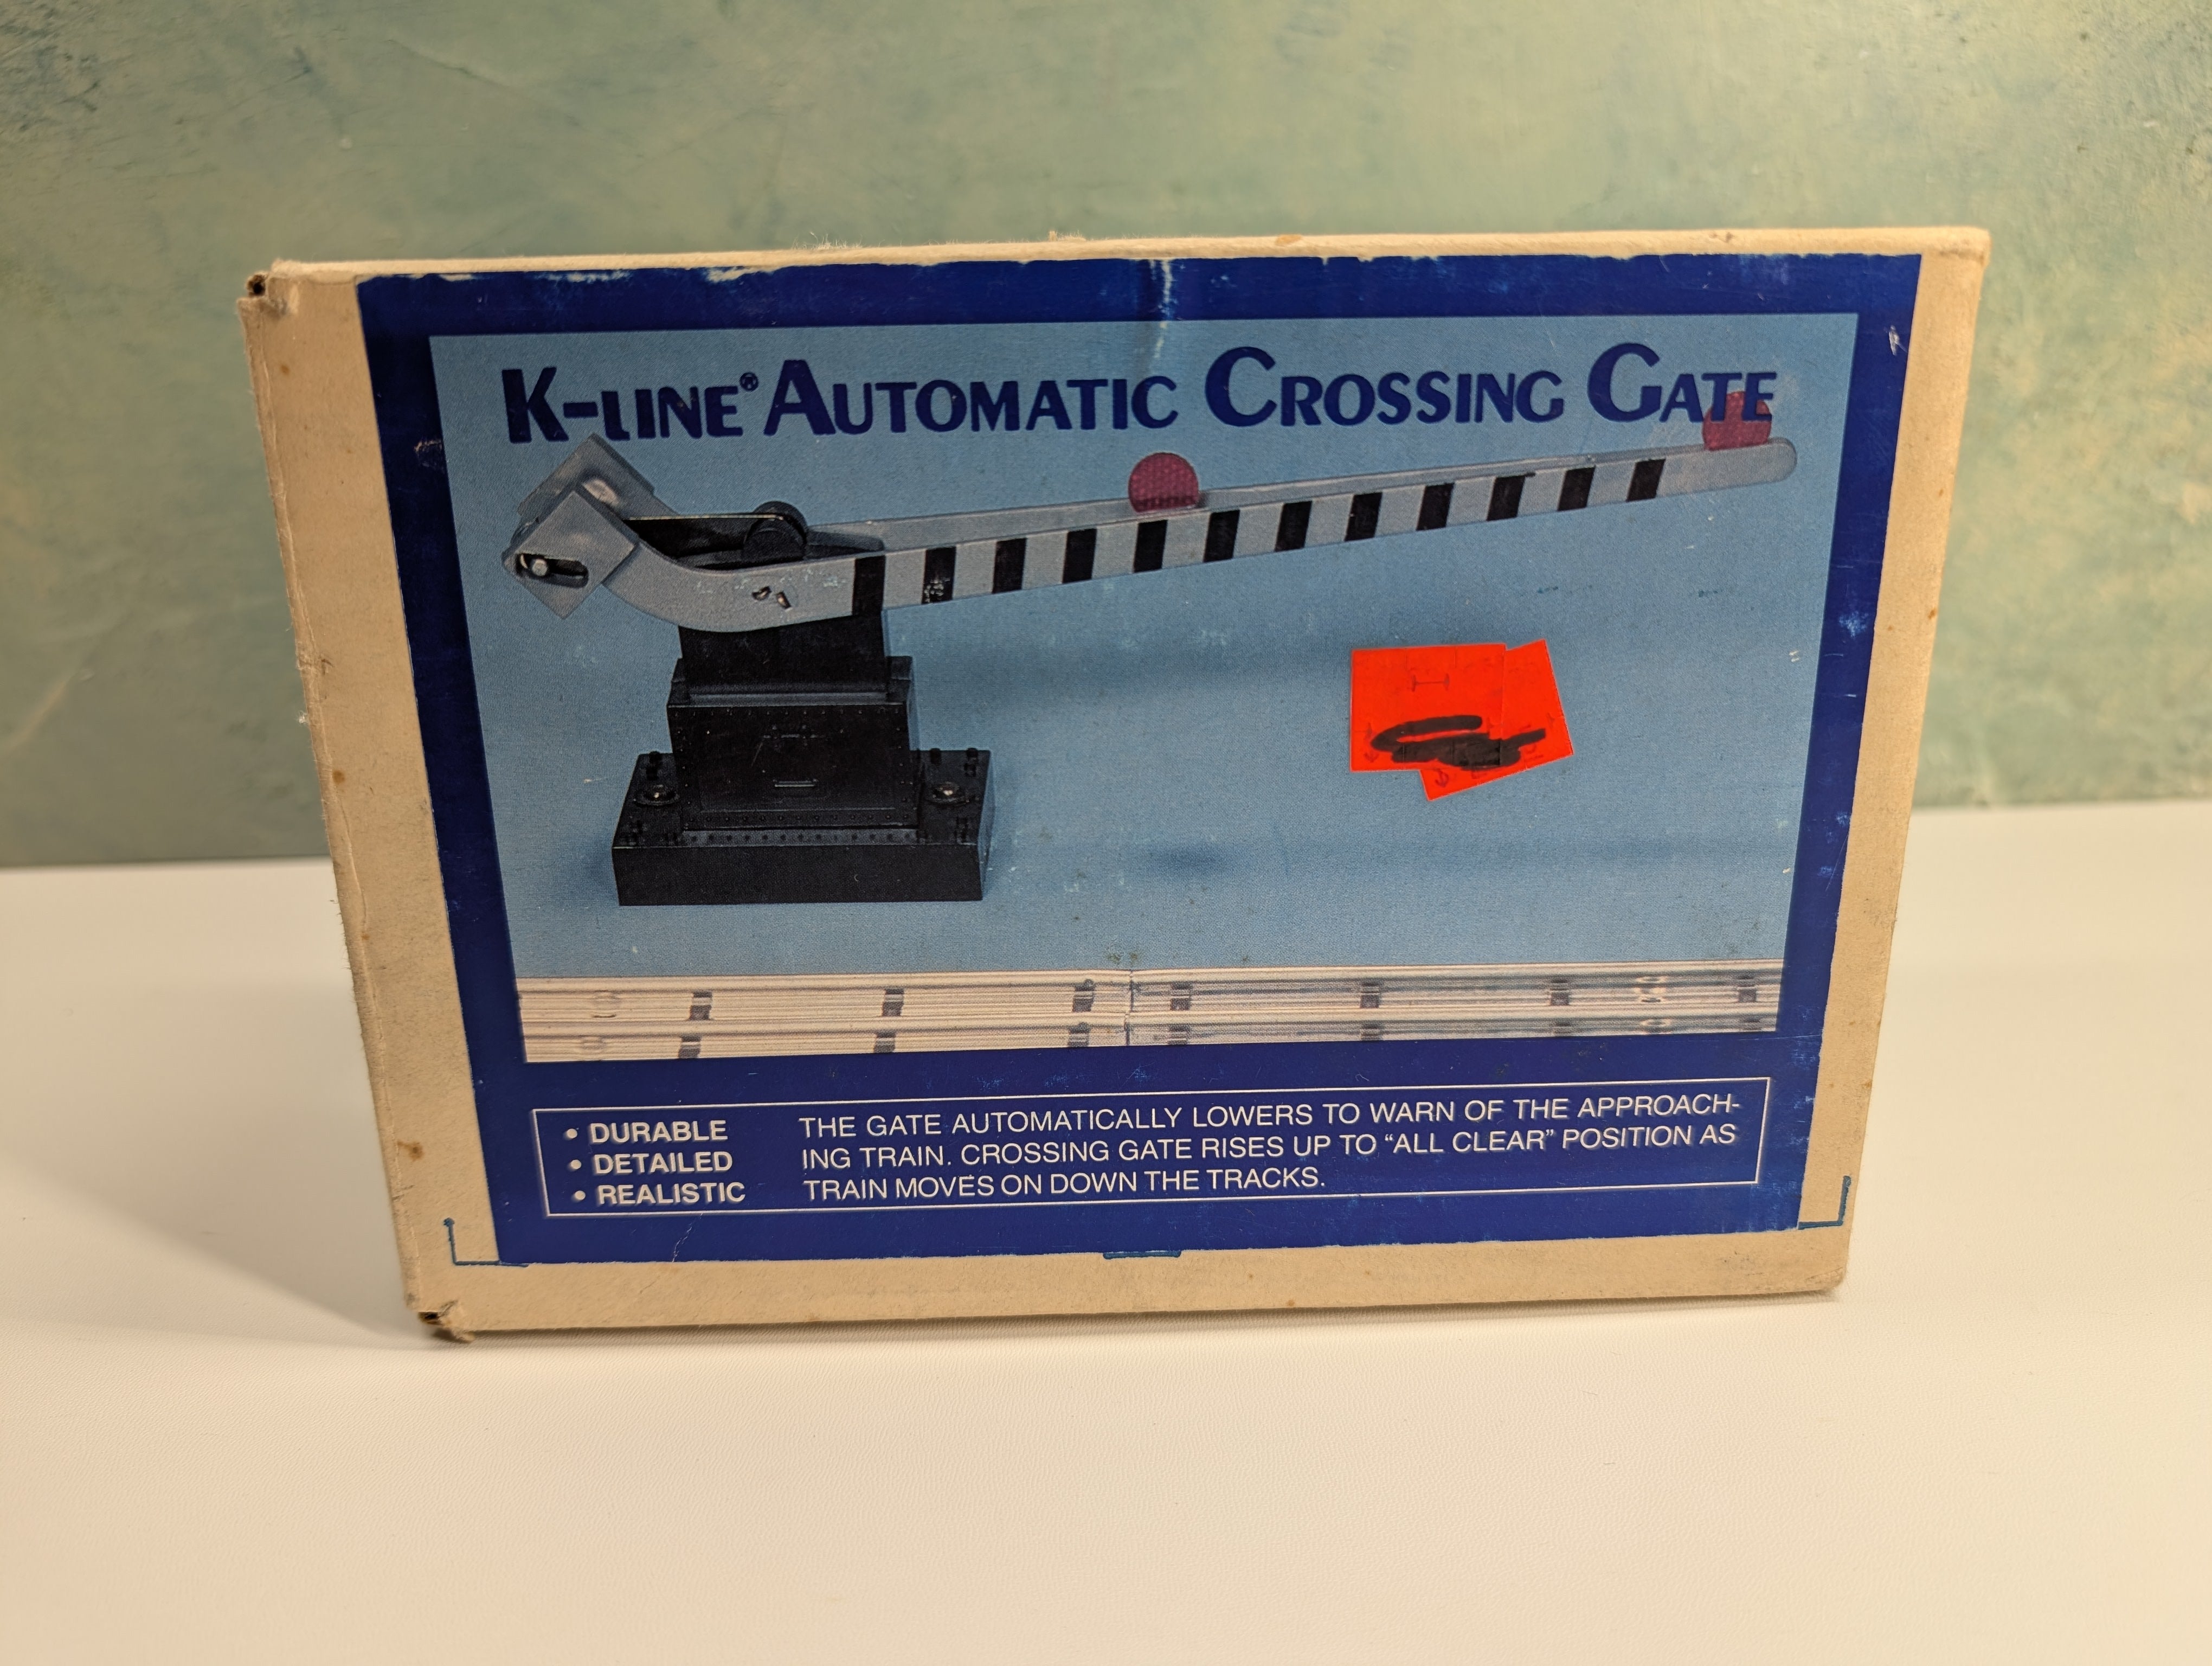 K-LINE® AUTOMATIC CROSSING GATE
• DURABLE
• DETAILED
• REALISTIC
THE GATE AUTOMATICALLY LOWERS TO WARN OF THE APPROACH-
ING TRAIN. CROSSING GATE RISES UP TO “ALL CLEAR” POSITION AS
TRAIN MOVES ON DOWN THE TRACKS.